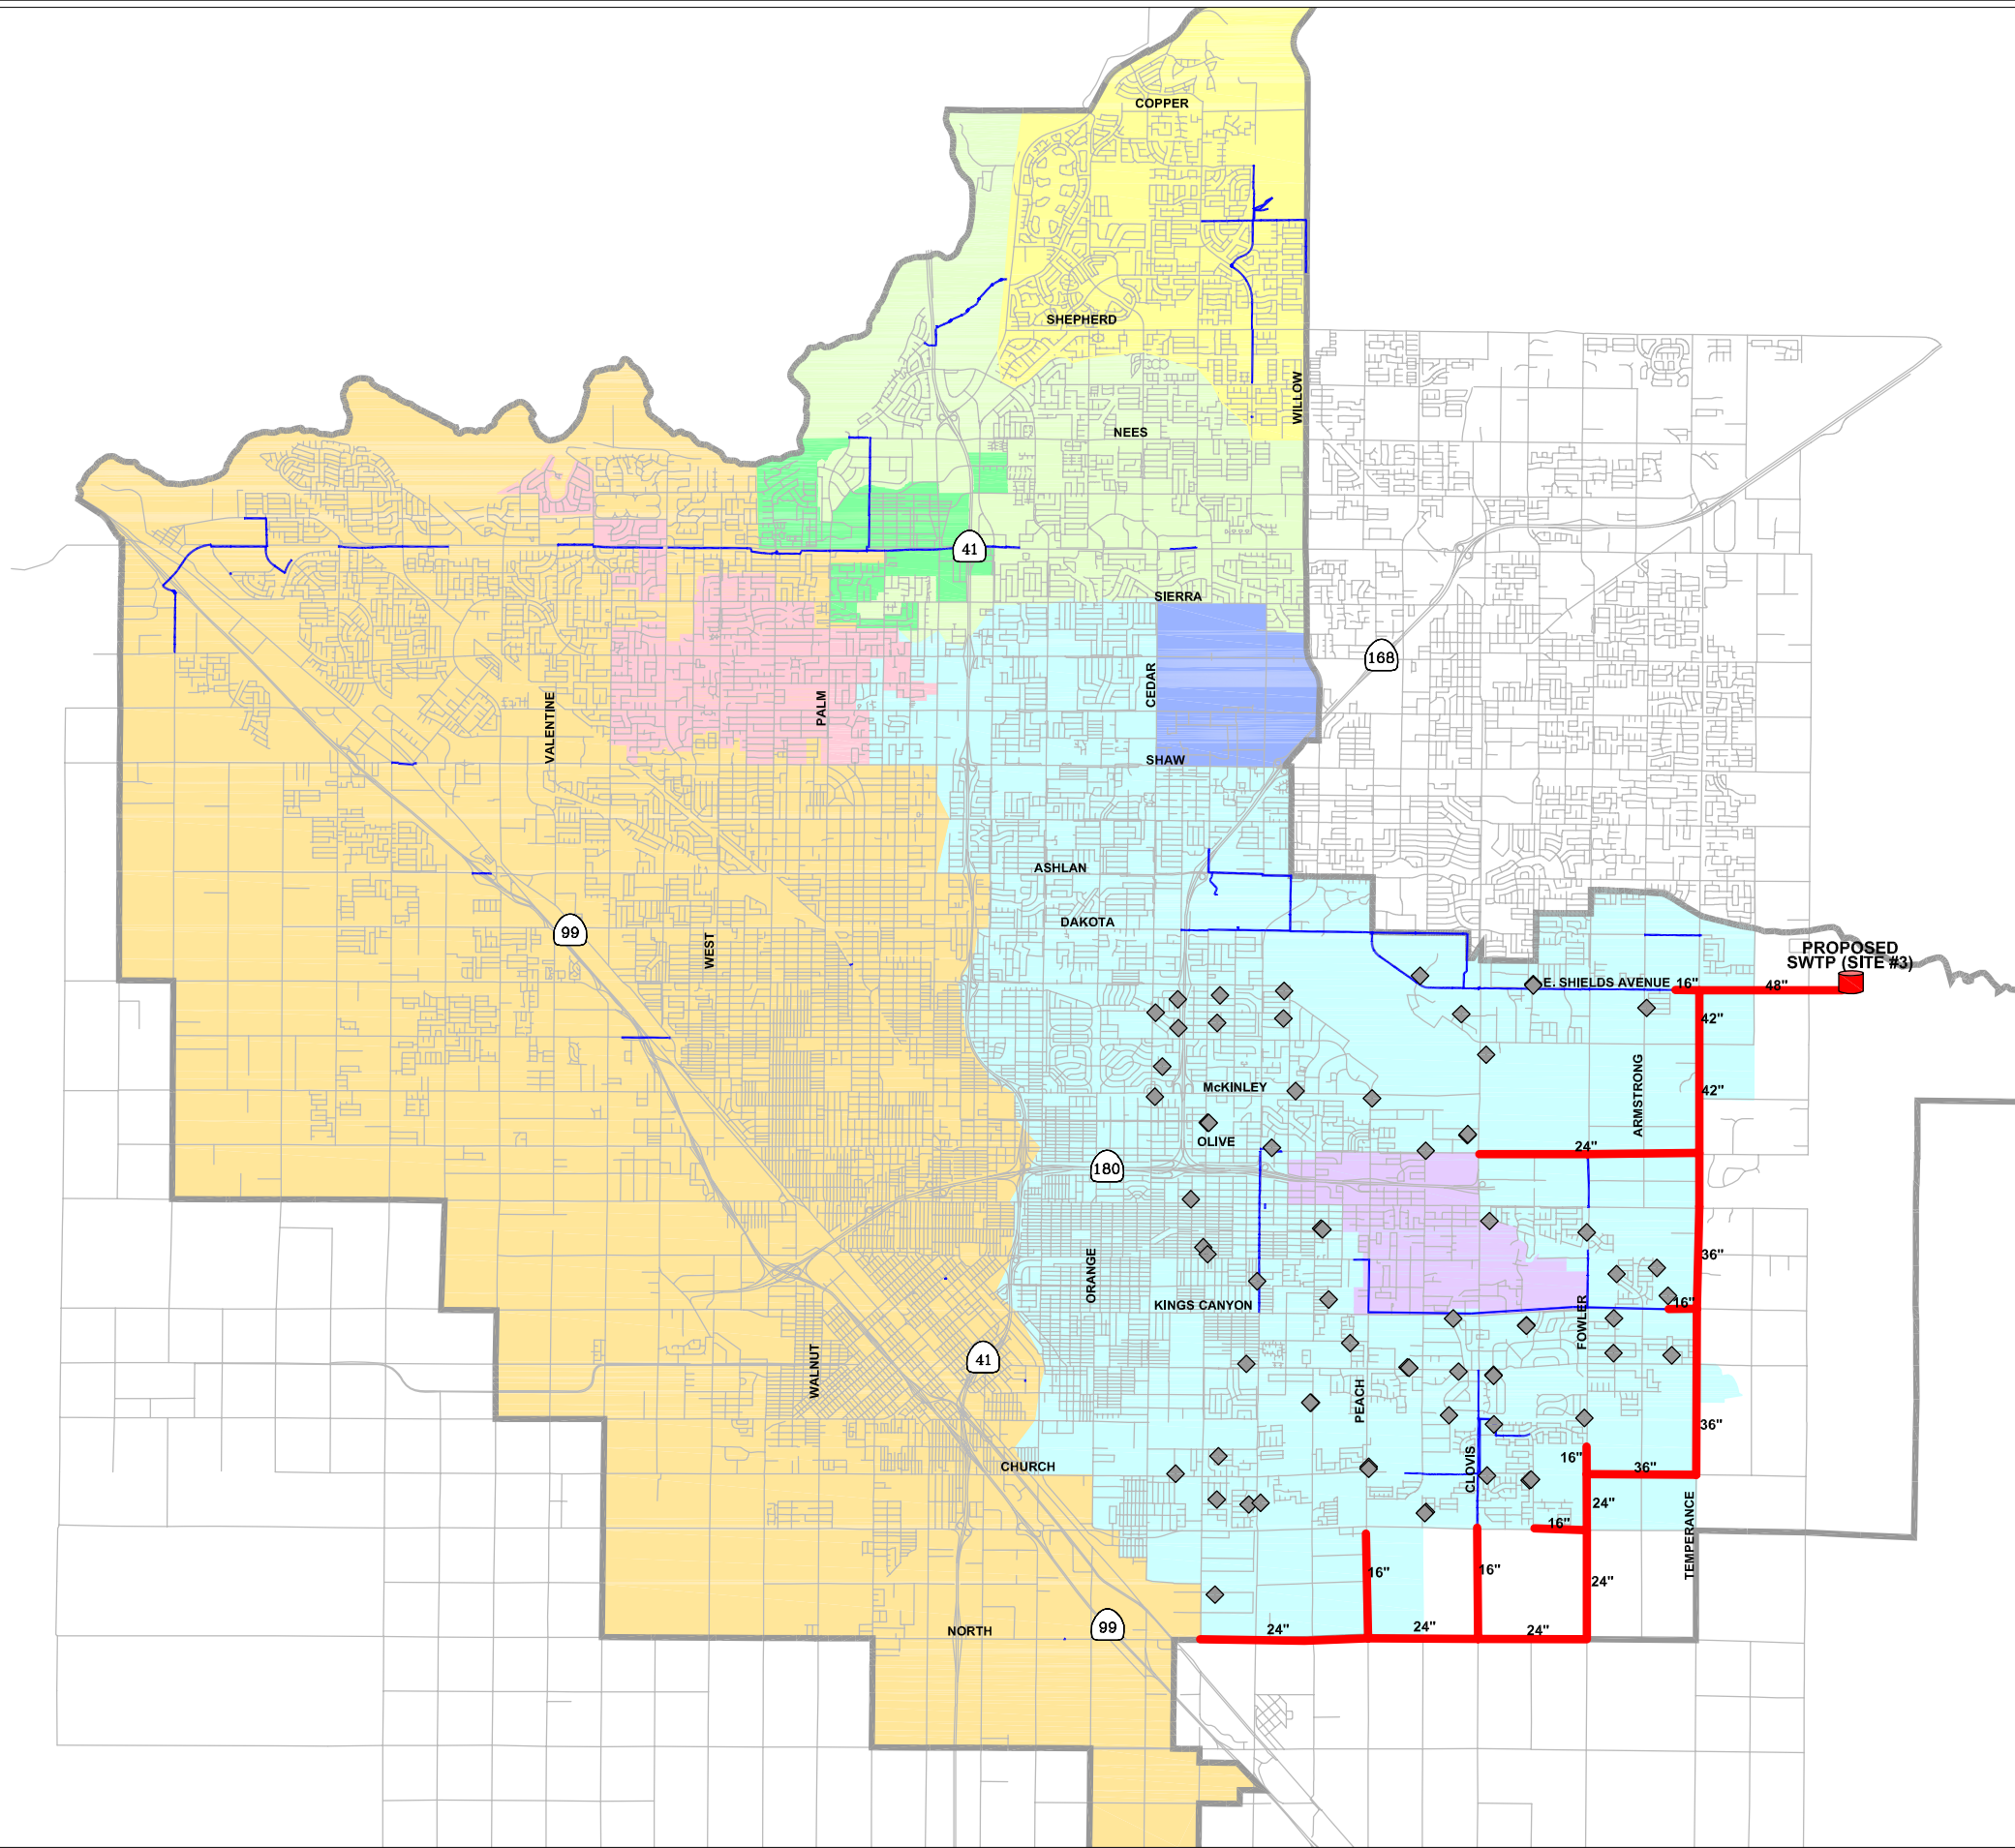 COPPER
SHEPHERD
WILLOW
NEES
41
SIERRA
168
CEDAR
PALM
VALENTINE
SHAW
ASHLAN
DAKOTA
99
WEST
PROPOSED
SWTP (SITE #3)
E. SHIELDS AVENUE
16"
48"
42"
McKINLEY
42"
ARMSTRONG
OLIVE
24"
180
36"
ORANGE
KINGS CANYON
16"
FOWLER
41
WALNUT
PEACH
36"
CHURCH
CLOVIS
16"
36"
24"
16"
TEMPERANCE
16"
16"
24"
NORTH
99
24"
24"
24"